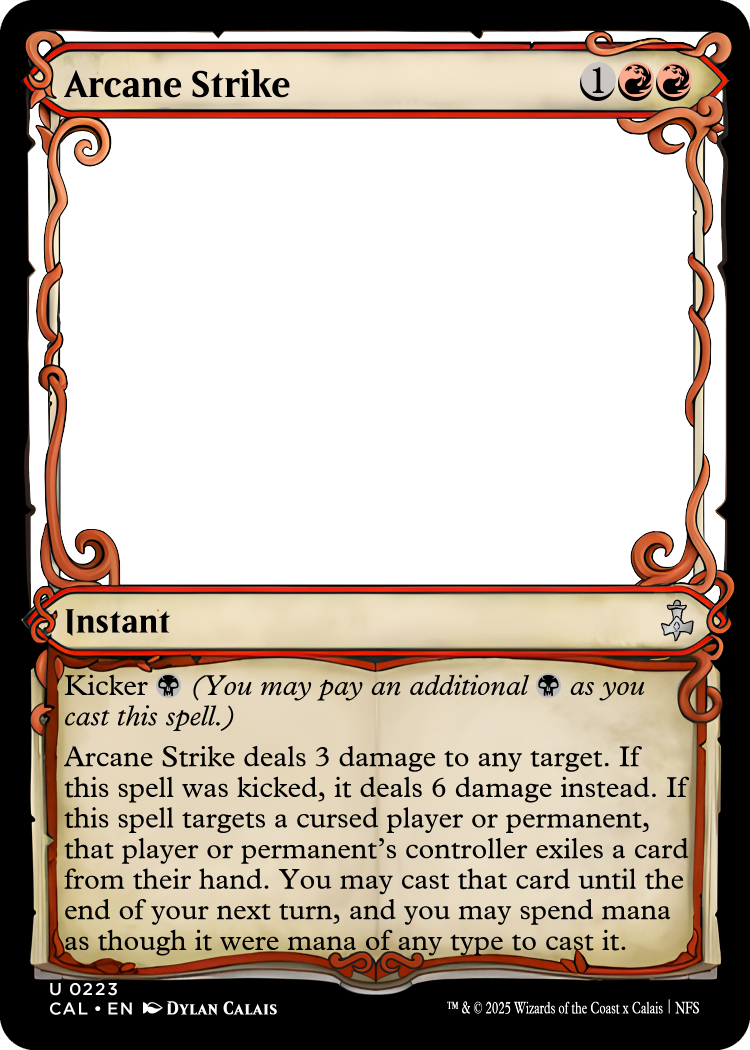 Arcane Strike 1
Instant
Kicker (You may pay an additional as you
cast this spell.)
Arcane Strike deals 3 damage to any target. If
this spell was kicked, it deals 6 damage instead. If
this spell targets a cursed player or permanent,
that player or permanent’s controller exiles a card
from their hand. You may cast that card until the
end of your next turn, and you may spend mana
as though it were mana of any type to cast it.
U 0223
CAL • EN DYLAN CALAIS
™ & © 2025 Wizards of the Coast x Calais | NFS